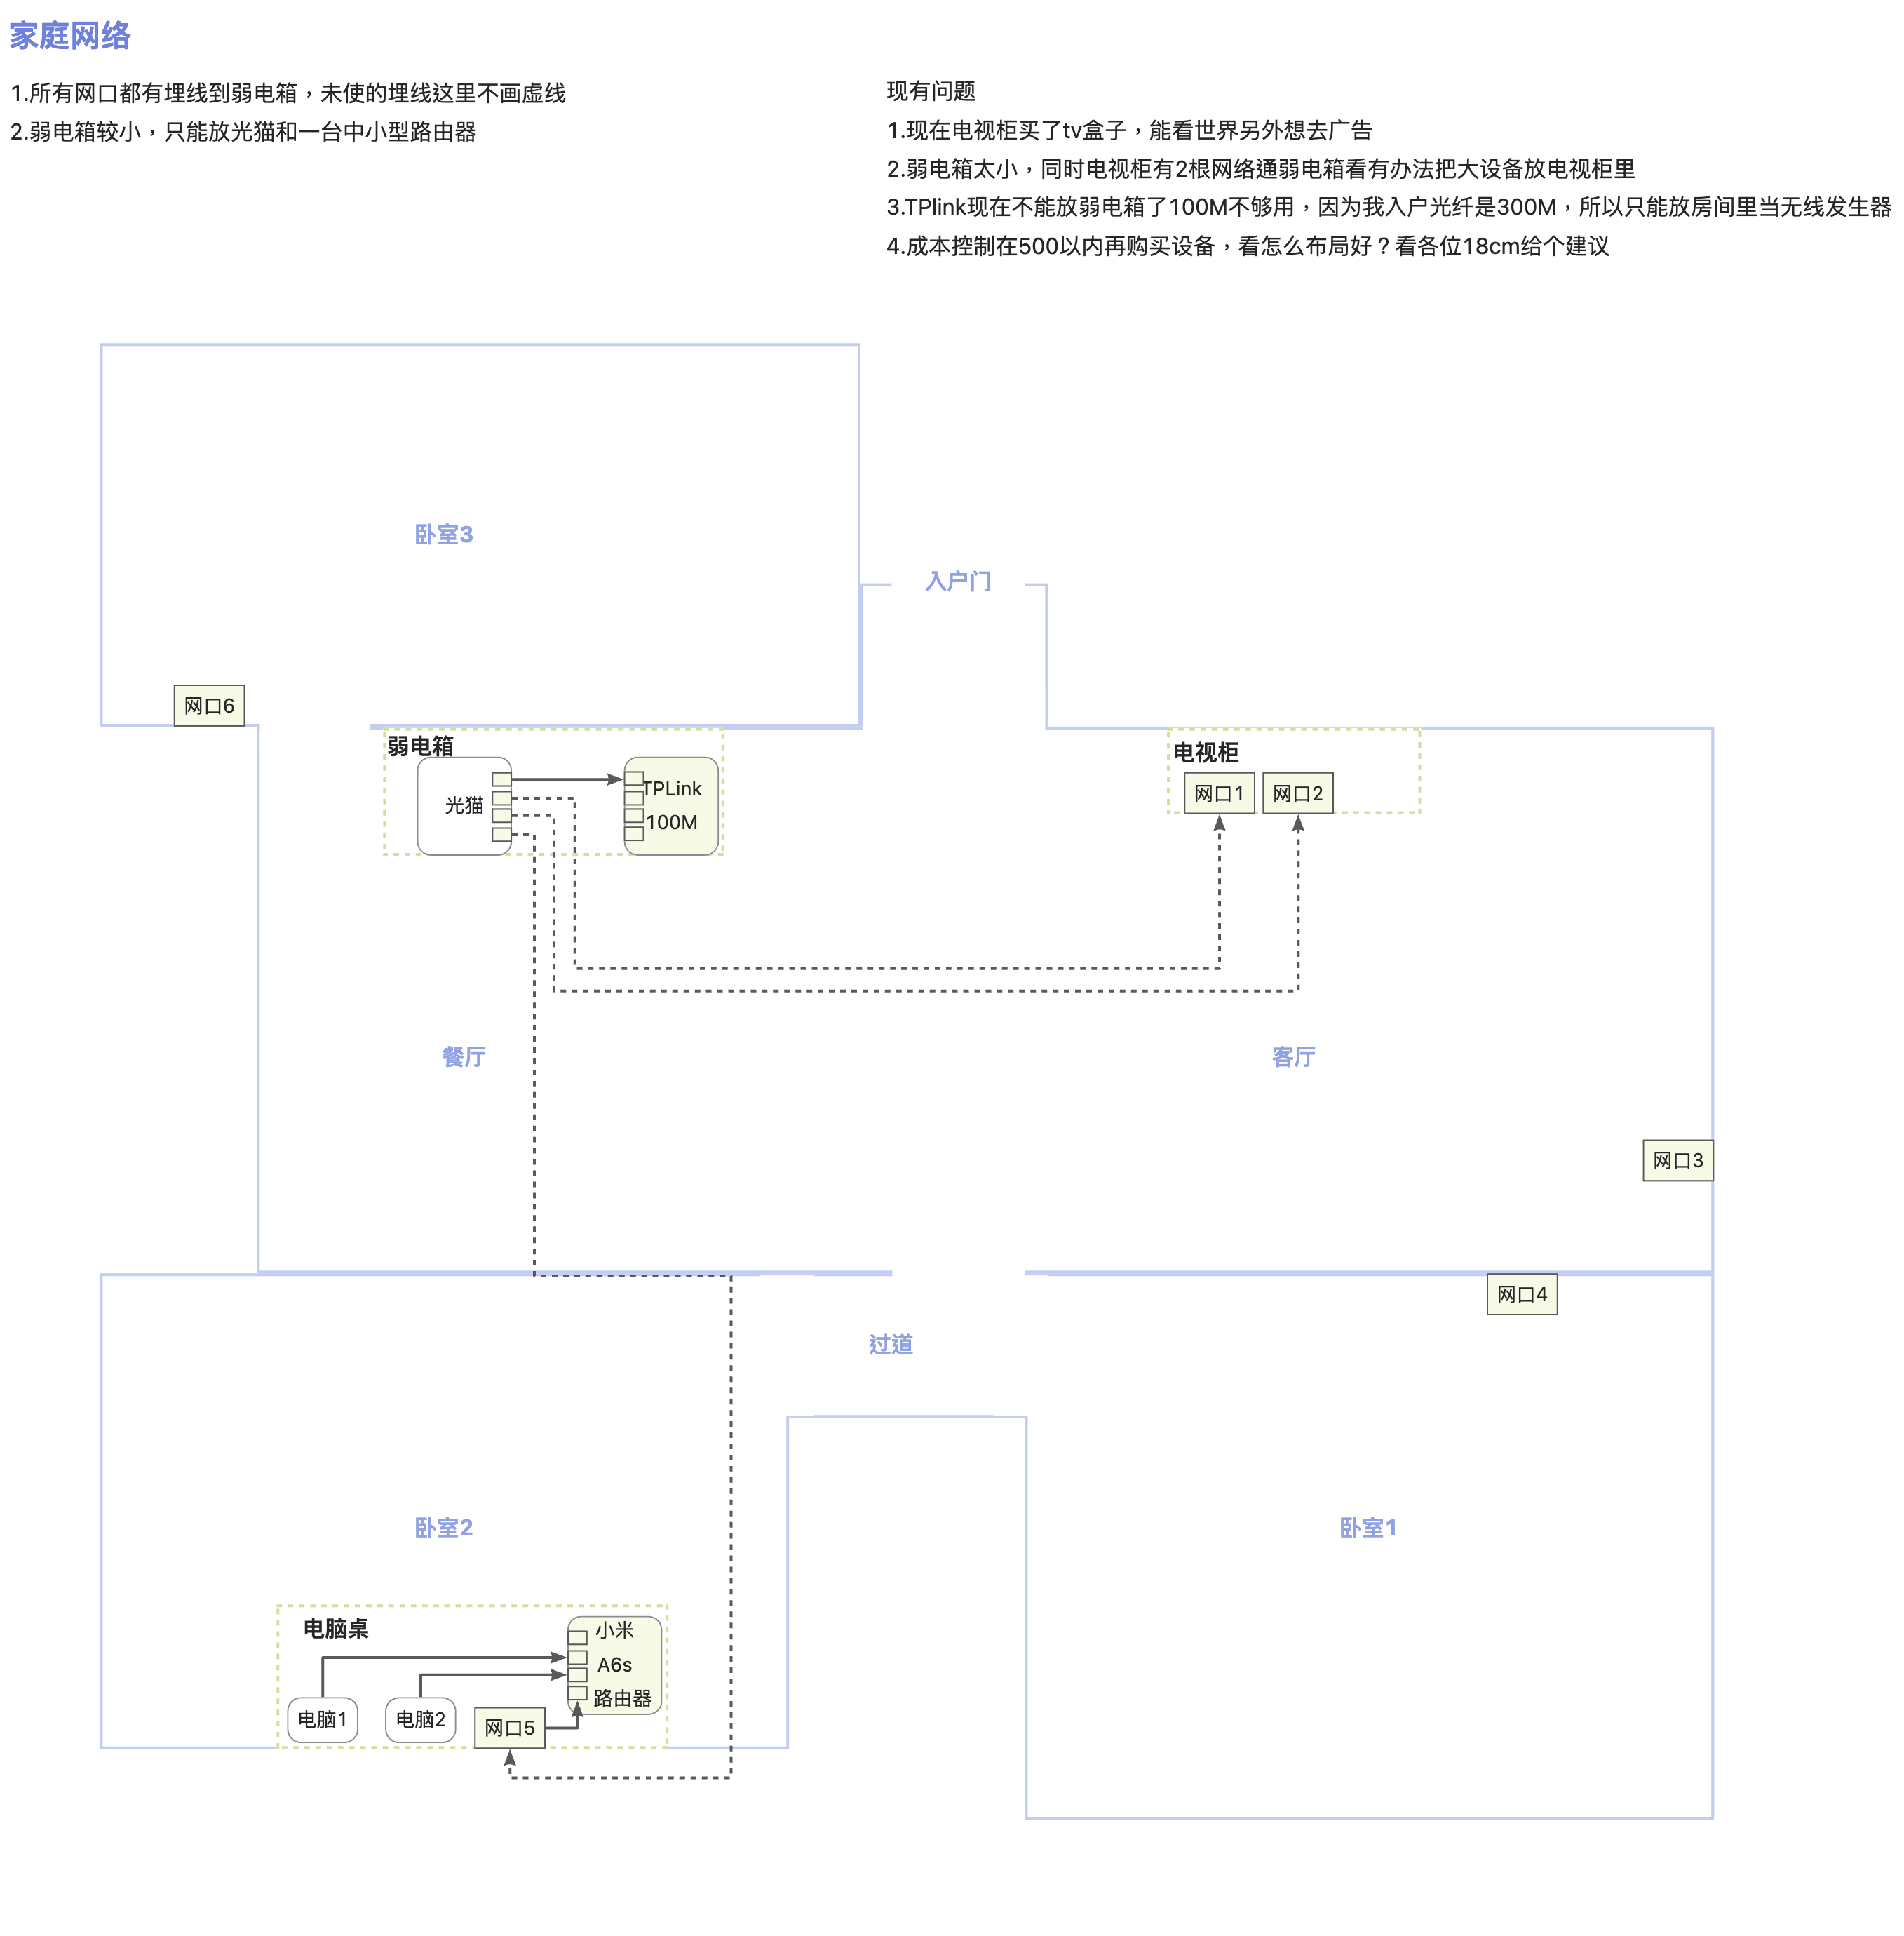 家庭网络
1.所有网口都有埋线到弱电箱，未使的埋线这里不画虚线
2.弱电箱较小，只能放光猫和一台中小型路由器
现有问题
1.现在电视柜买了tv盒子，能看世界另外想去广告
2.弱电箱太小，同时电视柜有2根网络通弱电箱看有办法把大设备放电视柜里
3.TPlink现在不能放弱电箱了100M不够用，因为我入户光纤是300M，所以只能放房间里当无线发生器
4.成本控制在500以内再购买设备，看怎么布局好？看各位18cm给个建议
卧室3
入户门
网口6
弱电箱
光猫
TPLink
100M
电视柜
网口1
网口2
餐厅
客厅
网口3
网口4
过道
卧室2
卧室1
电脑桌
小米
A6s
路由器
电脑1
电脑2
网口5